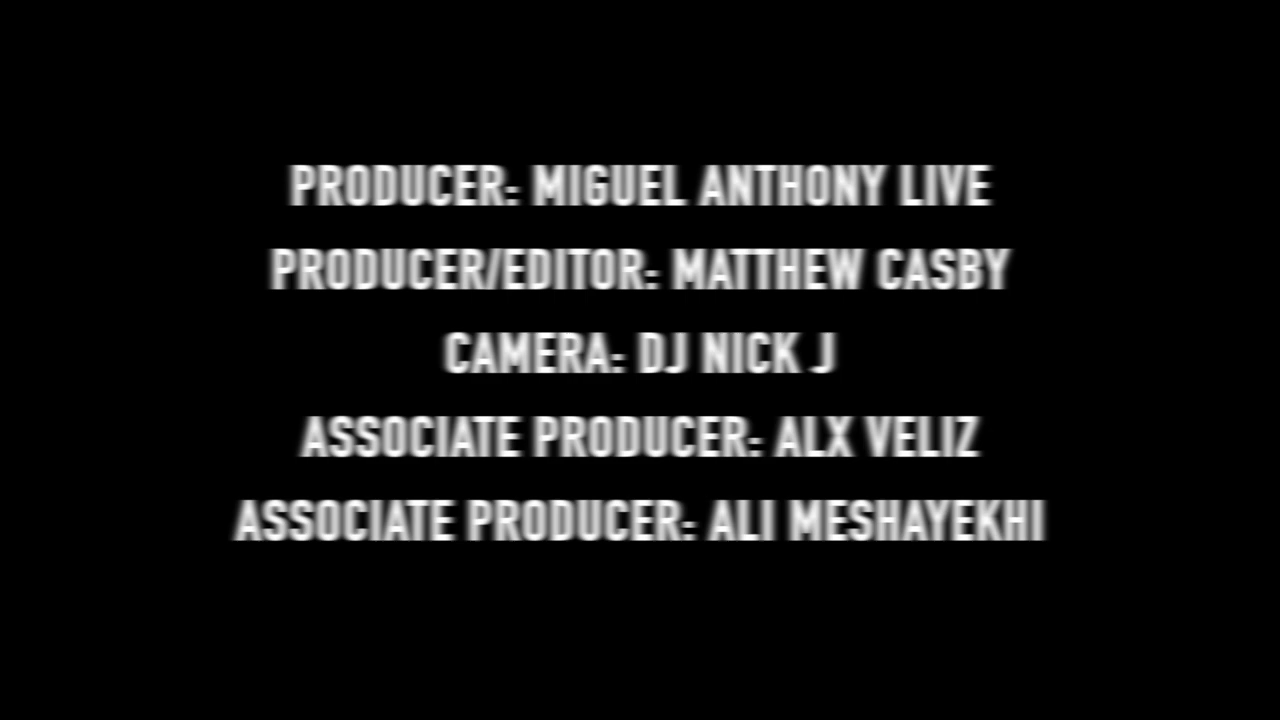 PRODUCER: MIGUEL ANTHONY LIVE
PRODUCER/EDITOR: MATTHEW CASBY
CAMERA: DJ NICK J
ASSOCIATE PRODUCER: ALX VELIZ
ASSOCIATE PRODUCER: ALI MESHAYEKHI